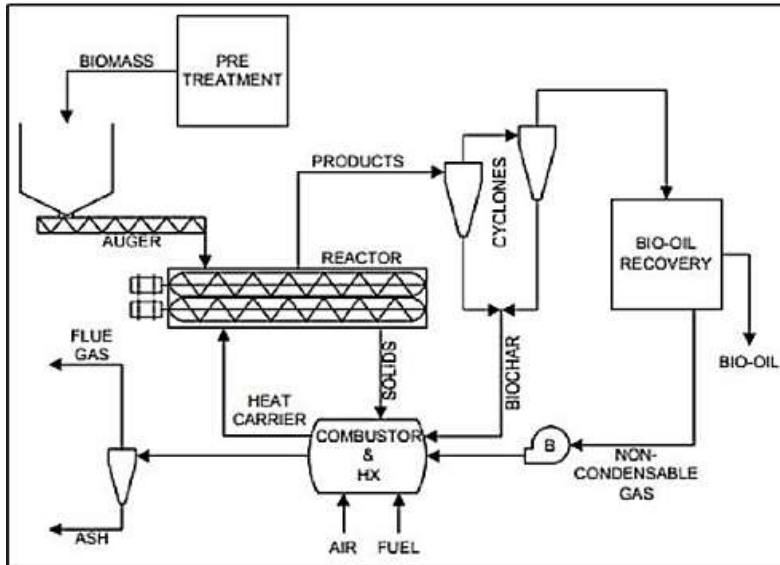 BIOMASS
PRE
TREATMENT
PRODUCTS
CYCLONES
AUGER
REACTOR
BIO-OIL
RECOVERY
FLUE
GAS
HEAT
CARRIER
SOLIDS
BIOCHAR
BIO-OIL
COMBUSTOR
&
HX
B
NON-
CONDENSABLE
GAS
ASH
AIR
FUEL